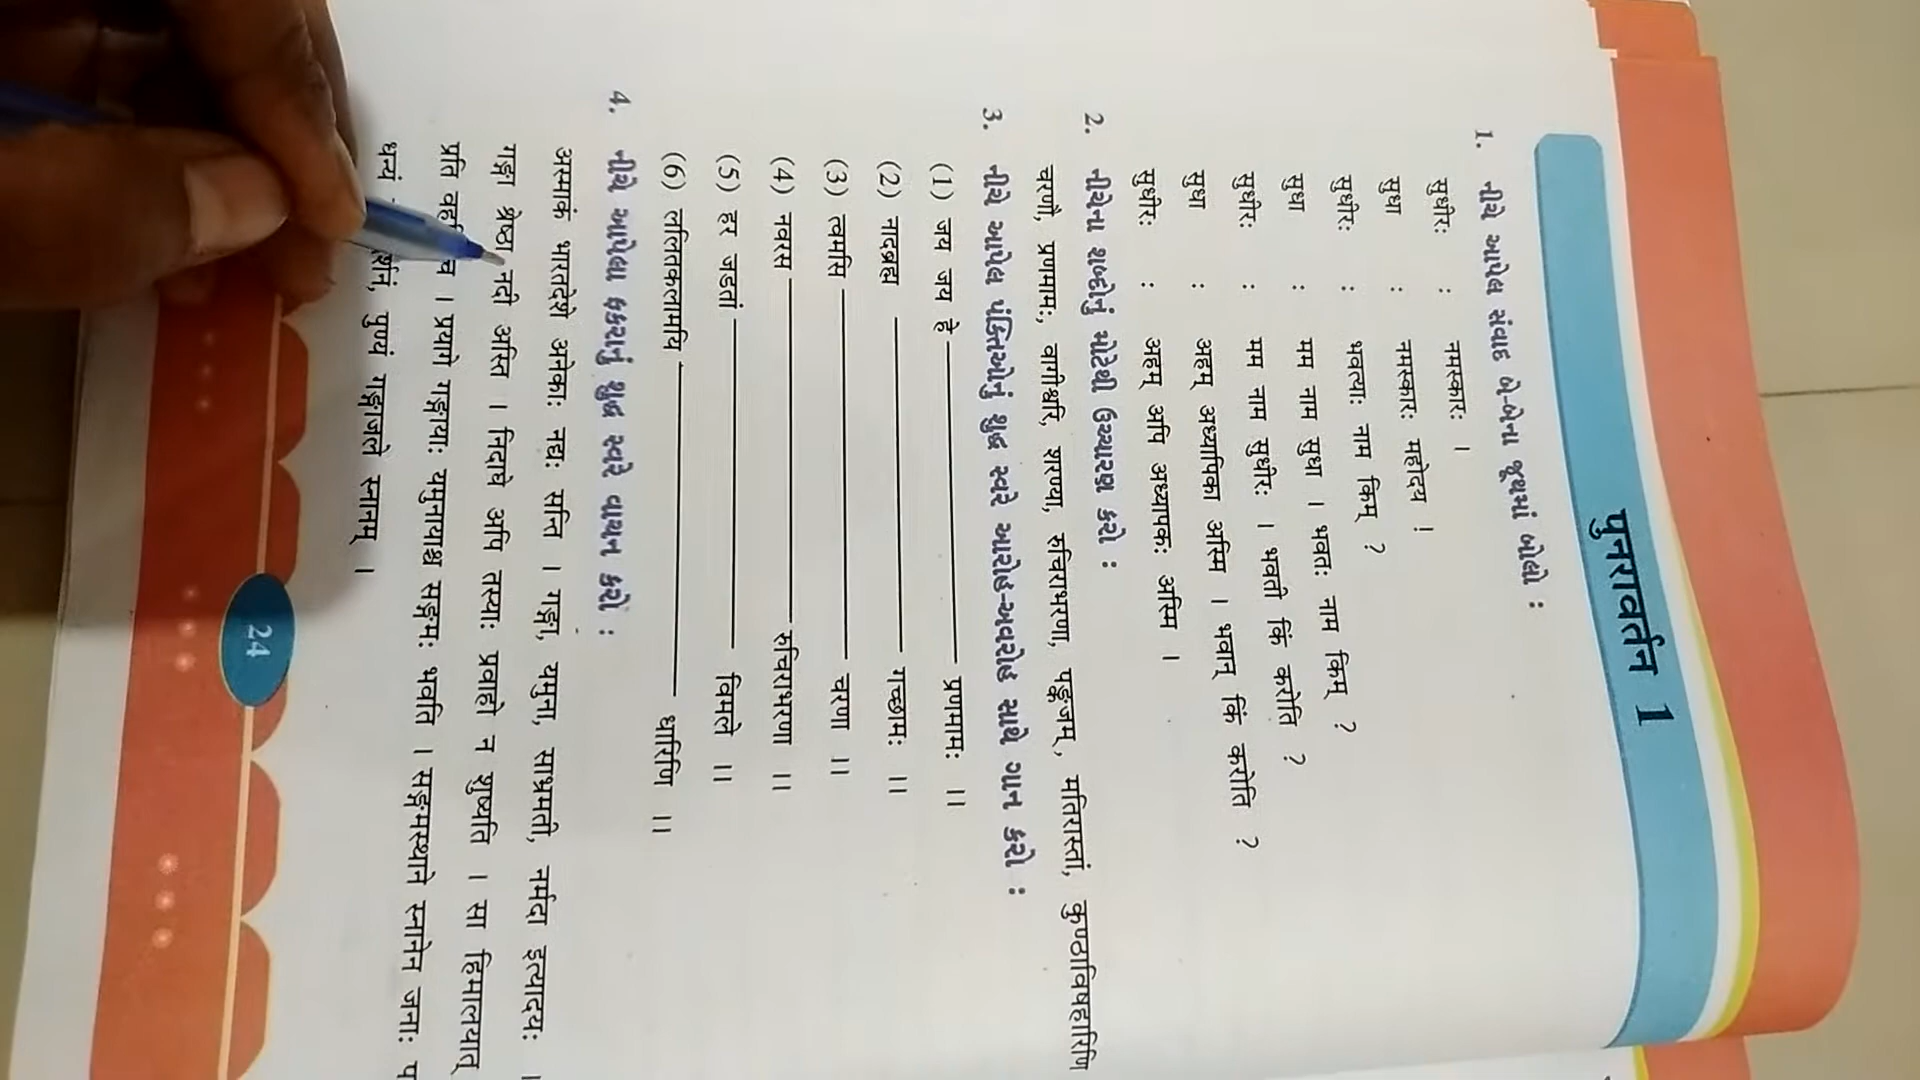 पुनरावर्तन 1
1. નીચે આપેલ સંવાદ બે-બેના જૂથમાં બોલો :
सुधीरः : नमस्कारः ।
सुधा : नमस्कारः महोदय !
सुधीरः : भवत्याः नाम किम् ?
सुधा : मम नाम सुधा । भवतः नाम किम् ?
सुधीरः : मम नाम सुधीरः । भवती किं करोति ?
सुधा : अहम् अध्यापिका अस्मि । भवान् किं करोति ?
सुधीरः : अहम् अपि अध्यापकः अस्मि ।
2. નીચેના શબ્દોનું મોટેથી ઉચ્ચારણ કરો :
चरणौ, प्रणमामः, वागीश्वरि, शरण्या, रुचिराभरणा, पङ्कजम्, मतिरास्तां, कुण्ठाविषहारिणि
3. નીચે આપેલ પંક્તિઓનું શુદ્ધ સ્વરે આરોહ-અવરોહ સાથે ગાન કરો :
(1) जय जय हे ———— प्रणमामः ।।
(2) नादब्रह्म ———— गच्छामः ।।
(3) त्वमसि ———— चरणा ।।
(4) नवरस ———— रुचिराभरणा ।।
(5) हर जडतां ———— विमले ।।
(6) ललितकलामयि ———— धारिणि ।।
4. નીચે આપેલા ફકરાનું શુદ્ધ સ્વરે વાચન કરો :
अस्माकं भारतदेशे अनेकाः नद्यः सन्ति । गङ्गा, यमुना, साभ्रमती, नर्मदा इत्यादयः ।
गङ्गा श्रेष्ठा नदी अस्ति । निदाघे अपि तस्याः प्रवाहो न शुष्यति । सा हिमालयात्
प्रति । प्रयागे गङ्गायाः यमुनायाश्च सङ्गमः भवति । सङ्गमस्थाने स्नानेन जनाः
धन्यं पुण्यं गङ्गाजले स्नानम् ।
24